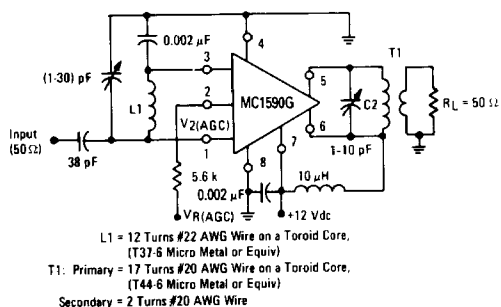 0.002 μF
4
T1
(1-30) pF
3
5
L1
2
MC1590G
C2
RL = 50 Ω
Input
(50 Ω)
V2(AGC)
6
38 pF
1
8
7
1-10 pF
5.6 k
10 μH
0.002 μF
VR(AGC)
+12 Vdc
L1 = 12 Turns #22 AWG Wire on a Toroid Core,
(T37-6 Micro Metal or Equiv)
T1: Primary = 17 Turns #20 AWG Wire on a Toroid Core,
(T44-6 Micro Metal or Equiv)
Secondary = 2 Turns #20 AWG Wire